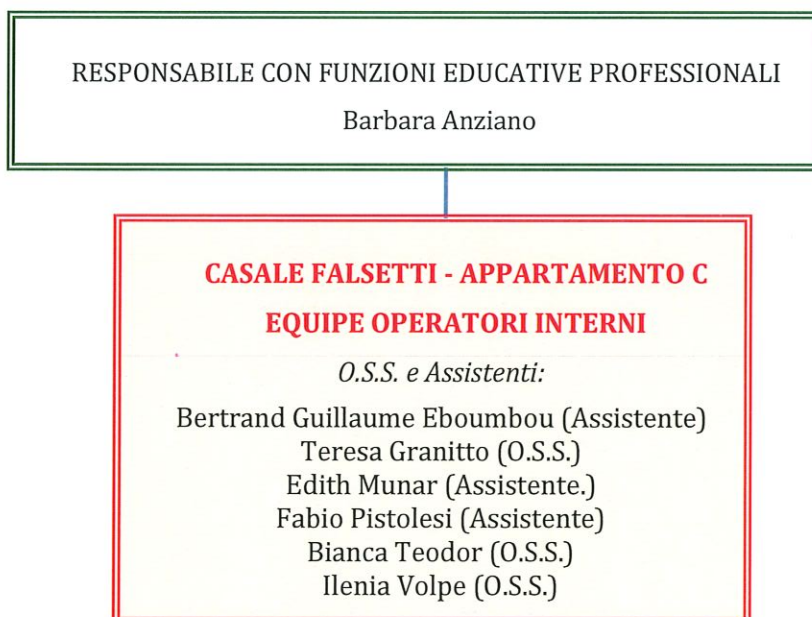 RESPONSABILE CON FUNZIONI EDUCATIVE PROFESSIONALI
Barbara Anziano
CASALE FALSETTI - APPARTAMENTO C
EQUIPE OPERATORI INTERNI
O.S.S. e Assistenti:
Bertrand Guillaume Eboumbou (Assistente)
Teresa Granitto (O.S.S.)
Edith Munar (Assistente.)
Fabio Pistolesi (Assistente)
Bianca Teodor (O.S.S.)
Ilenia Volpe (O.S.S.)